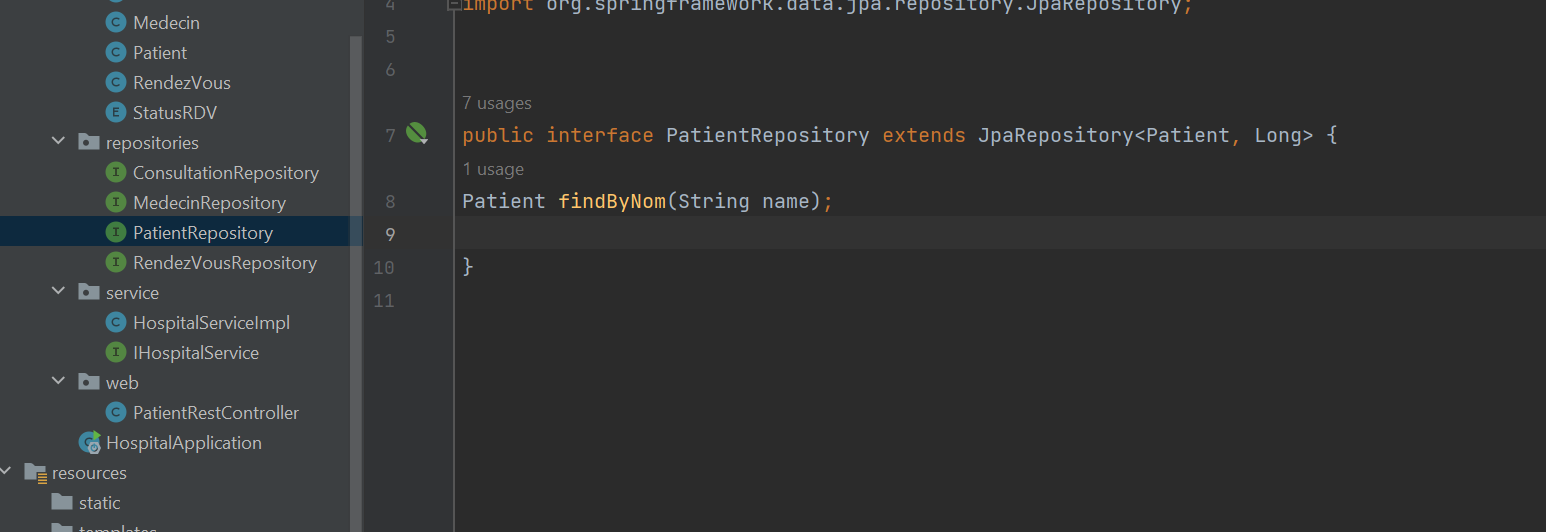 Medecin
Patient
RendezVous
StatusRDV
repositories
ConsultationRepository
MedecinRepository
PatientRepository
RendezVousRepository
service
HospitalServiceImpl
IHospitalService
web
PatientRestController
HospitalApplication
resources
static
templates
4 import org.springframework.data.jpa.repository.JpaRepository;
5
6
7 usages
7 public interface PatientRepository extends JpaRepository<Patient, Long> {
1 usage
8 Patient findByNom(String name);
9
10 }
11